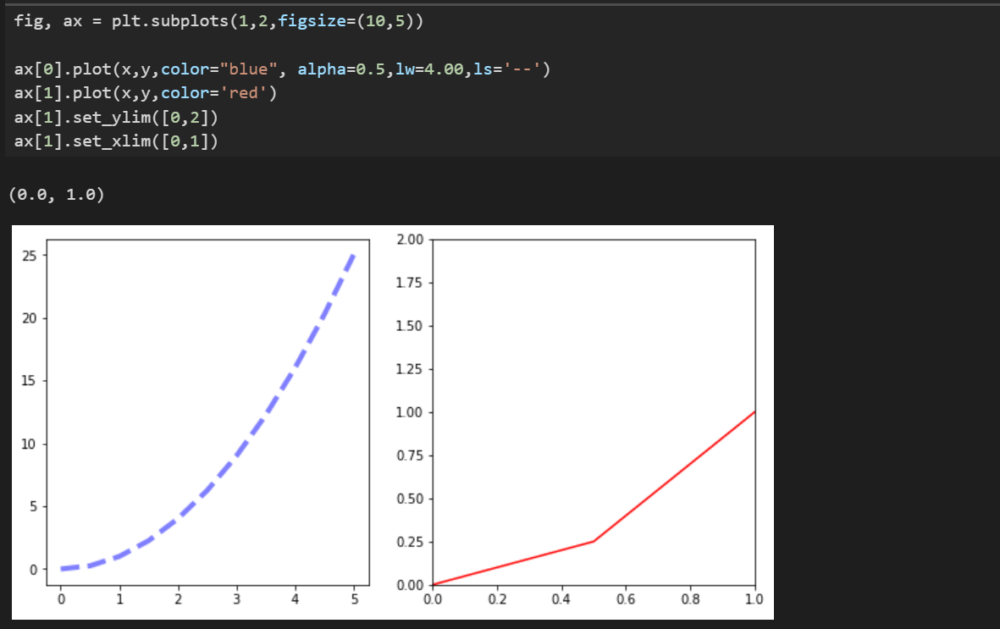 fig, ax = plt.subplots(1,2,figsize=(10,5))
ax[0].plot(x,y,color="blue", alpha=0.5,lw=4.00,ls='--')
ax[1].plot(x,y,color='red')
ax[1].set_ylim([0,2])
ax[1].set_xlim([0,1])
(0.0, 1.0)
25
20
15
10
5
0
0 1 2 3 4 5
2.00
1.75
1.50
1.25
1.00
0.75
0.50
0.25
0.00
0.0 0.2 0.4 0.6 0.8 1.0